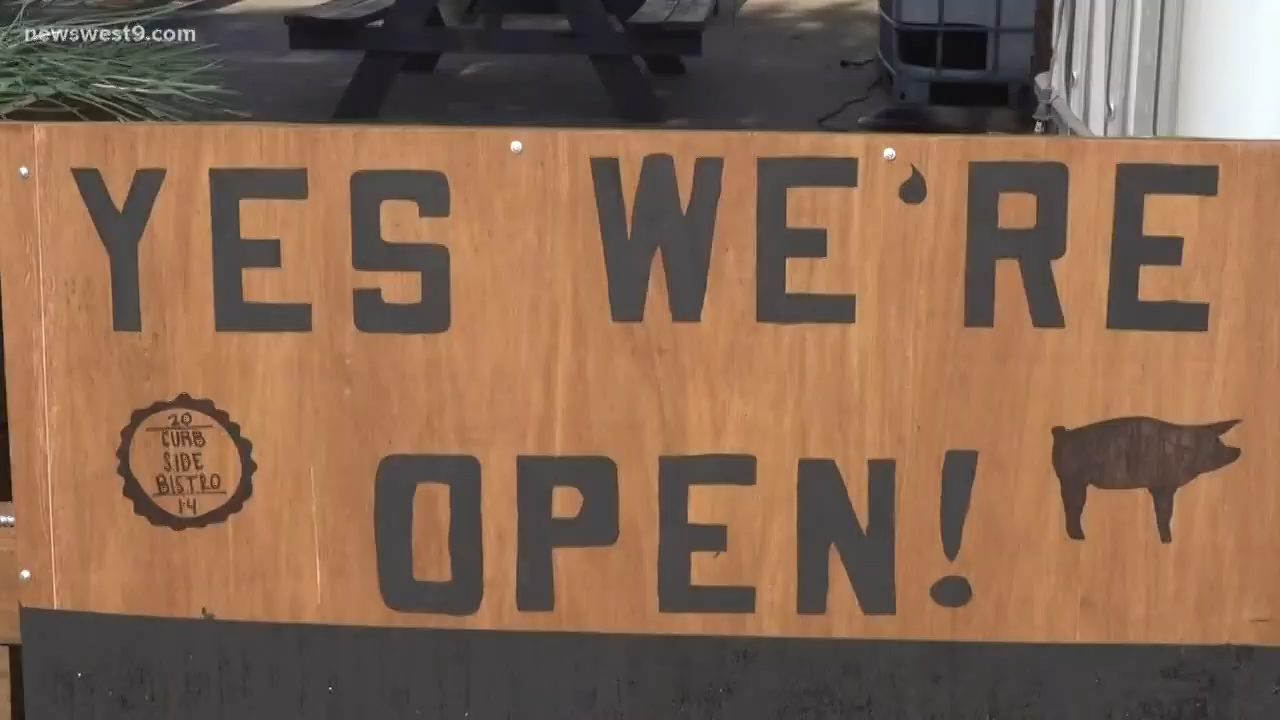 newswest9.com
YES WE'RE
OPEN!
20
CURB
SIDE
BISTRO
14